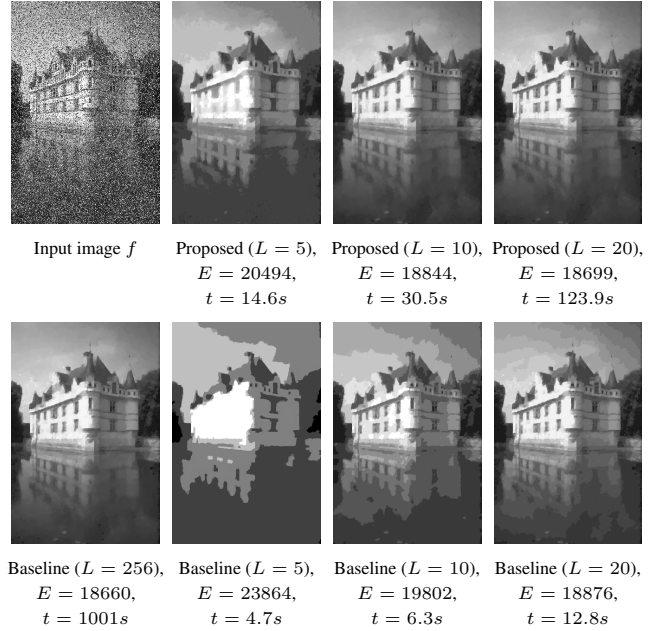 Input image f
Proposed (L = 5),
E = 20494,
t = 14.6s
Proposed (L = 10),
E = 18844,
t = 30.5s
Proposed (L = 20),
E = 18699,
t = 123.9s
Baseline (L = 256),
E = 18660,
t = 1001s
Baseline (L = 5),
E = 23864,
t = 4.7s
Baseline (L = 10),
E = 19802,
t = 6.3s
Baseline (L = 20),
E = 18876,
t = 12.8s